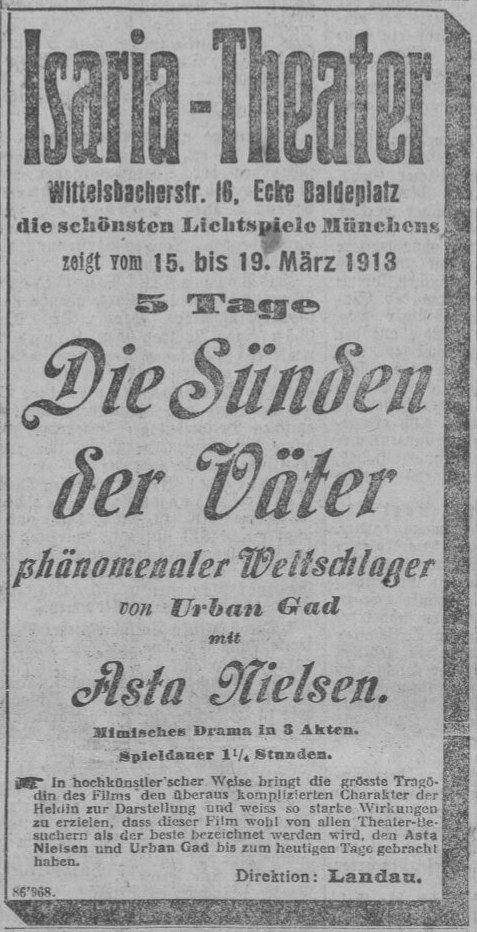 Isaria-Theater
Wittelsbacherstr. 16, Ecke Baldeplatz
die schönsten Lichtspiele Münchens
zeigt vom 15. bis 19. März 1913
5 Tage
Die Sünden
der Väter
phänomenaler Weltschlager
von Urban Gad
mit
Asta Nielsen.
Mimisches Drama in 3 Akten.
Spieldauer 1¼ Stunden.
☛ In hochkünstler'scher Weise bringt die grösste Tragö-
din des Films den überaus komplizierten Charakter der
Heldin zur Darstellung und weiss so starke Wirkungen
zu erzielen, dass dieser Film wohl von allen Theater-Be-
suchern als der beste bezeichnet werden wird, den Asta
Nielsen und Urban Gad bis zum heutigen Tage gebracht
haben.
Direktion: Landau.
86'968.